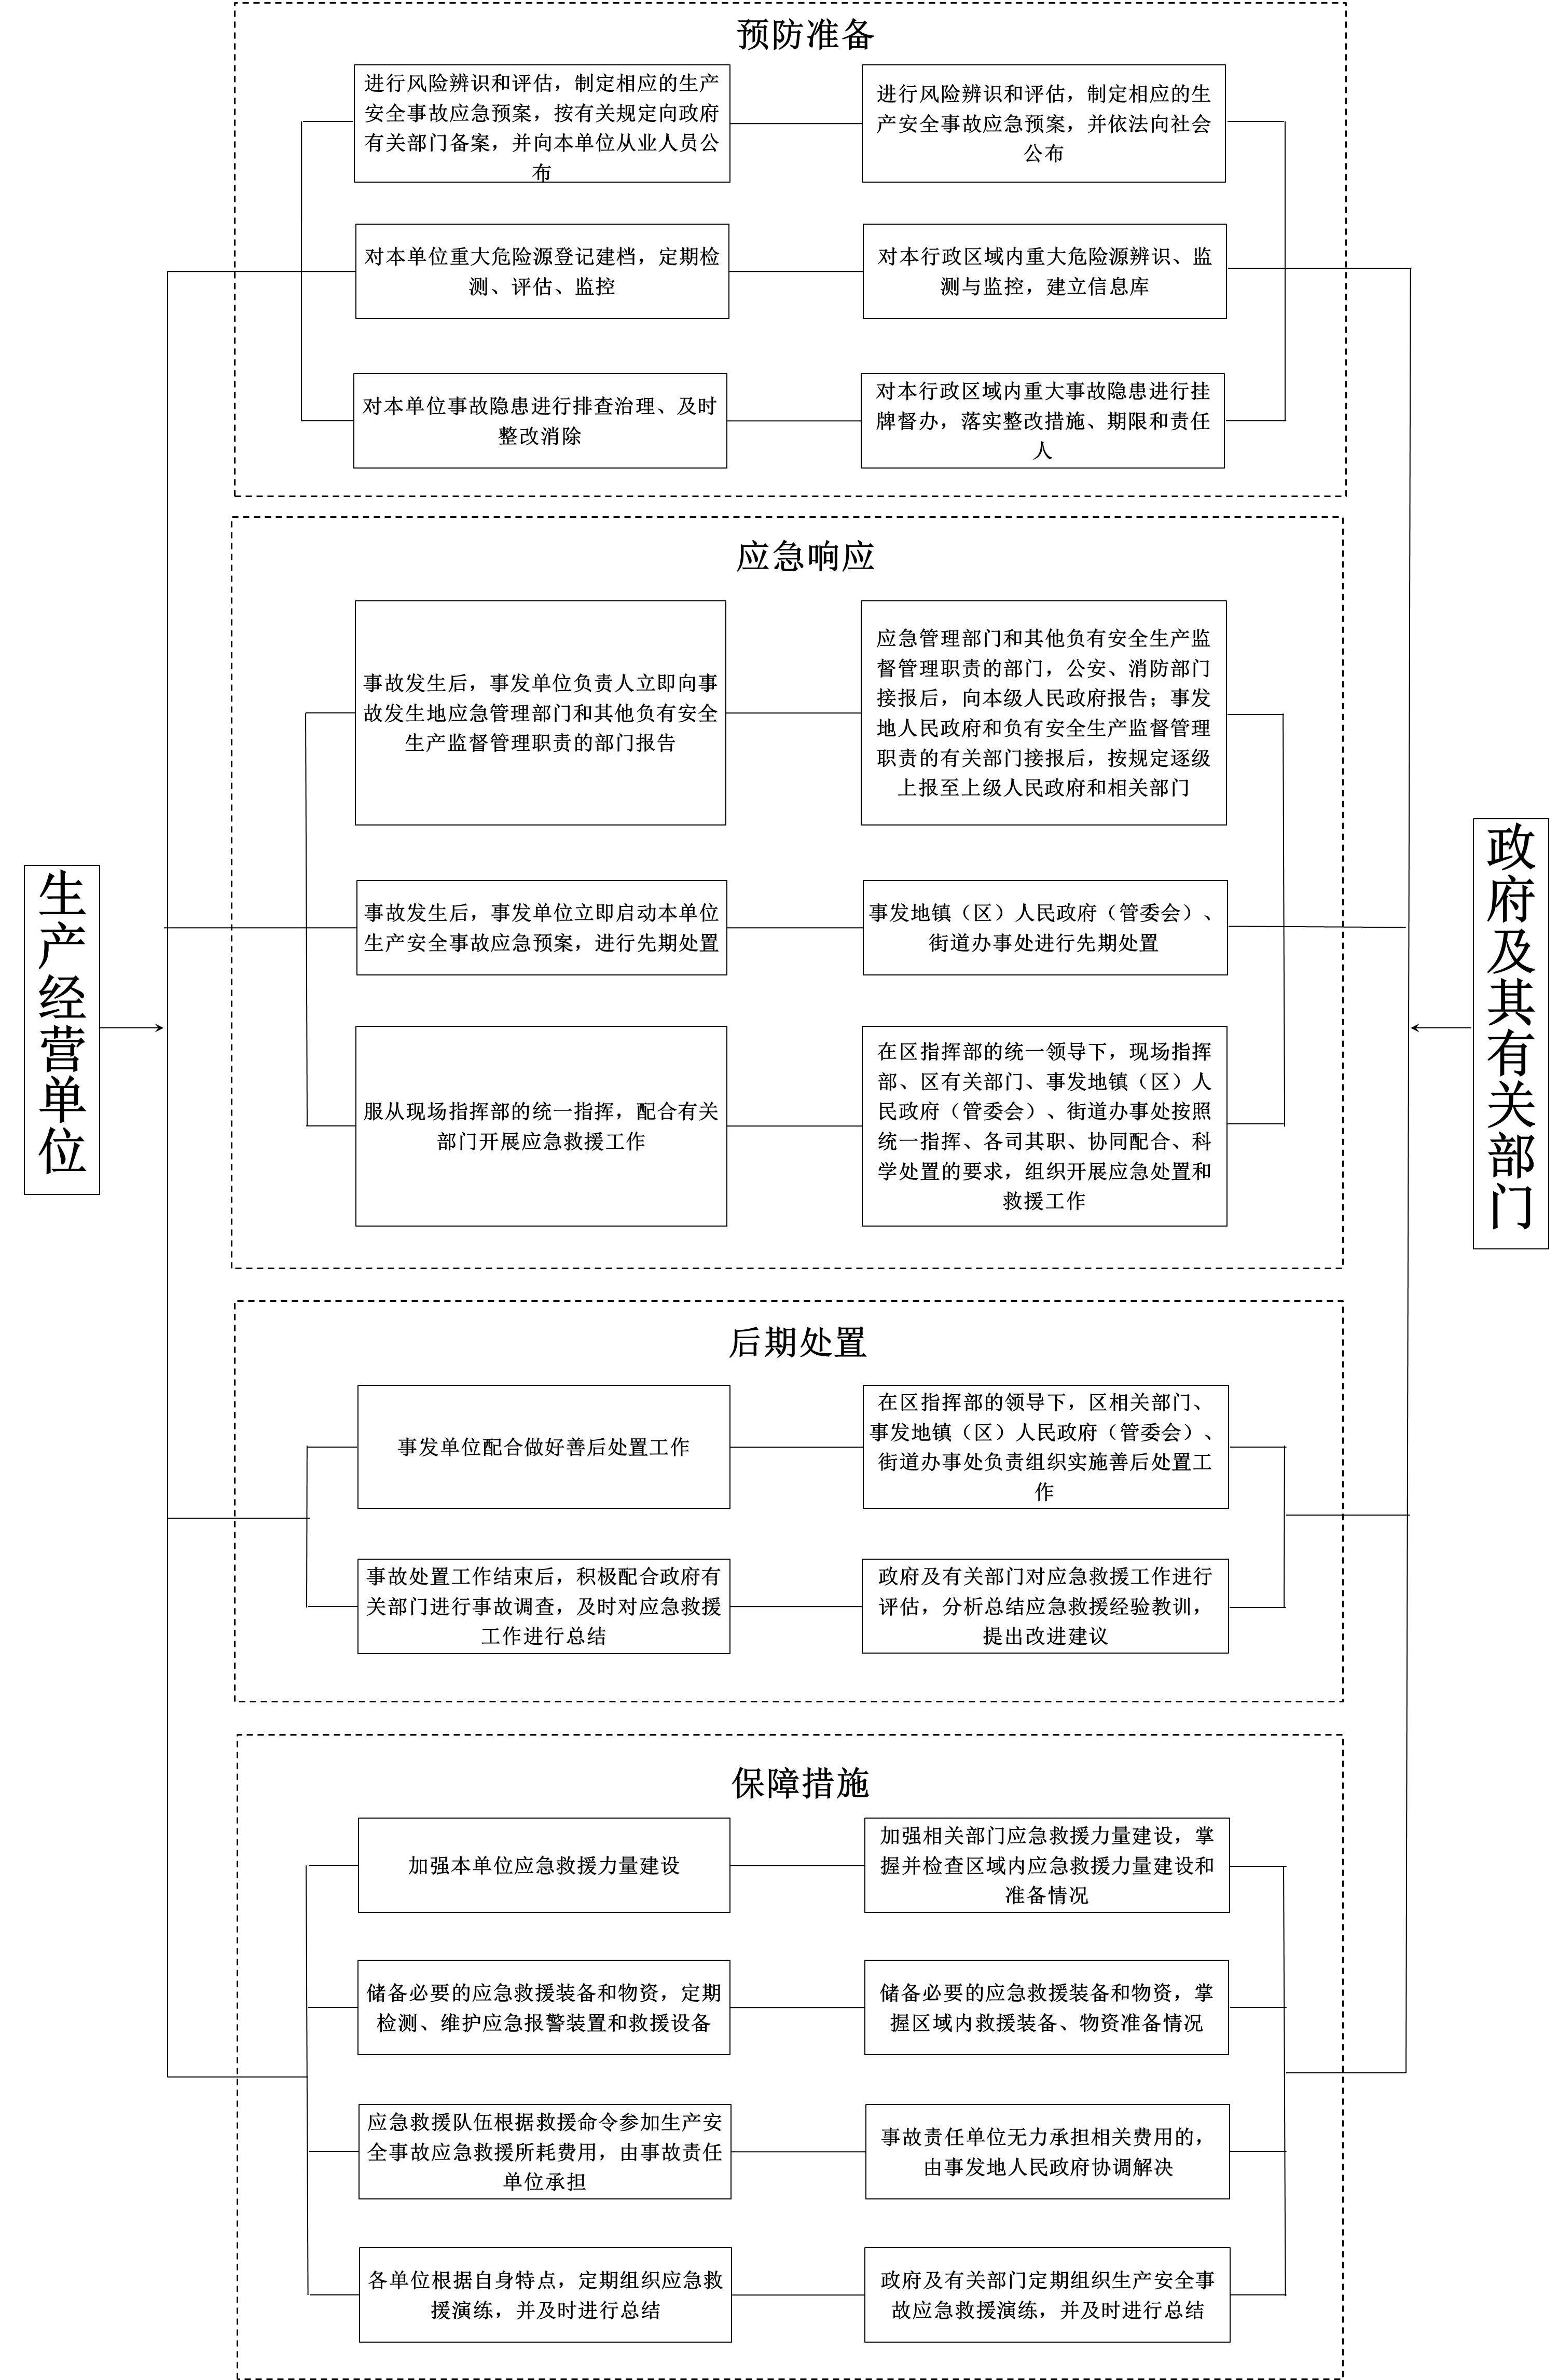 预防准备
进行风险辨识和评估，制定相应的生产
安全事故应急预案，按有关规定向政府
有关部门备案，并向本单位从业人员公
布
进行风险辨识和评估，制定相应的生
产安全事故应急预案，并依法向社会
公布
对本单位重大危险源登记建档，定期检
测、评估、监控
对本行政区域内重大危险源辨识、监
测与监控，建立信息库
对本单位事故隐患进行排查治理、及时
整改消除
对本行政区域内重大事故隐患进行挂
牌督办，落实整改措施、期限和责任
人
应急响应
事故发生后，事发单位负责人立即向事
故发生地应急管理部门和其他负有安全
生产监督管理职责的部门报告
应急管理部门和其他负有安全生产监
督管理职责的部门，公安、消防部门
接报后，向本级人民政府报告；事发
地人民政府和负有安全生产监督管理
职责的有关部门接报后，按规定逐级
上报至上级人民政府和相关部门
生产经营单位
政府及其有关部门
事故发生后，事发单位立即启动本单位
生产安全事故应急预案，进行先期处置
事发地镇（区）人民政府（管委会）、
街道办事处进行先期处置
服从现场指挥部的统一指挥，配合有关
部门开展应急救援工作
在区指挥部的统一领导下，现场指挥
部、区有关部门、事发地镇（区）人
民政府（管委会）、街道办事处按照
统一指挥、各司其职、协同配合、科
学处置的要求，组织开展应急处置和
救援工作
后期处置
事发单位配合做好善后处置工作
在区指挥部的领导下，区相关部门、
事发地镇（区）人民政府（管委会）、
街道办事处负责组织实施善后处置工
作
事故处置工作结束后，积极配合政府有
关部门进行事故调查，及时对应急救援
工作进行总结
政府及有关部门对应急救援工作进行
评估，分析总结应急救援经验教训，
提出改进建议
保障措施
加强本单位应急救援力量建设
加强相关部门应急救援力量建设，掌
握并检查区域内应急救援力量建设和
准备情况
储备必要的应急救援装备和物资，定期
检测、维护应急报警装置和救援设备
储备必要的应急救援装备和物资，掌
握区域内救援装备、物资准备情况
应急救援队伍根据救援命令参加生产安
全事故应急救援所耗费用，由事故责任
单位承担
事故责任单位无力承担相关费用的，
由事发地人民政府协调解决
各单位根据自身特点，定期组织应急救
援演练，并及时进行总结
政府及有关部门定期组织生产安全事
故应急救援演练，并及时进行总结